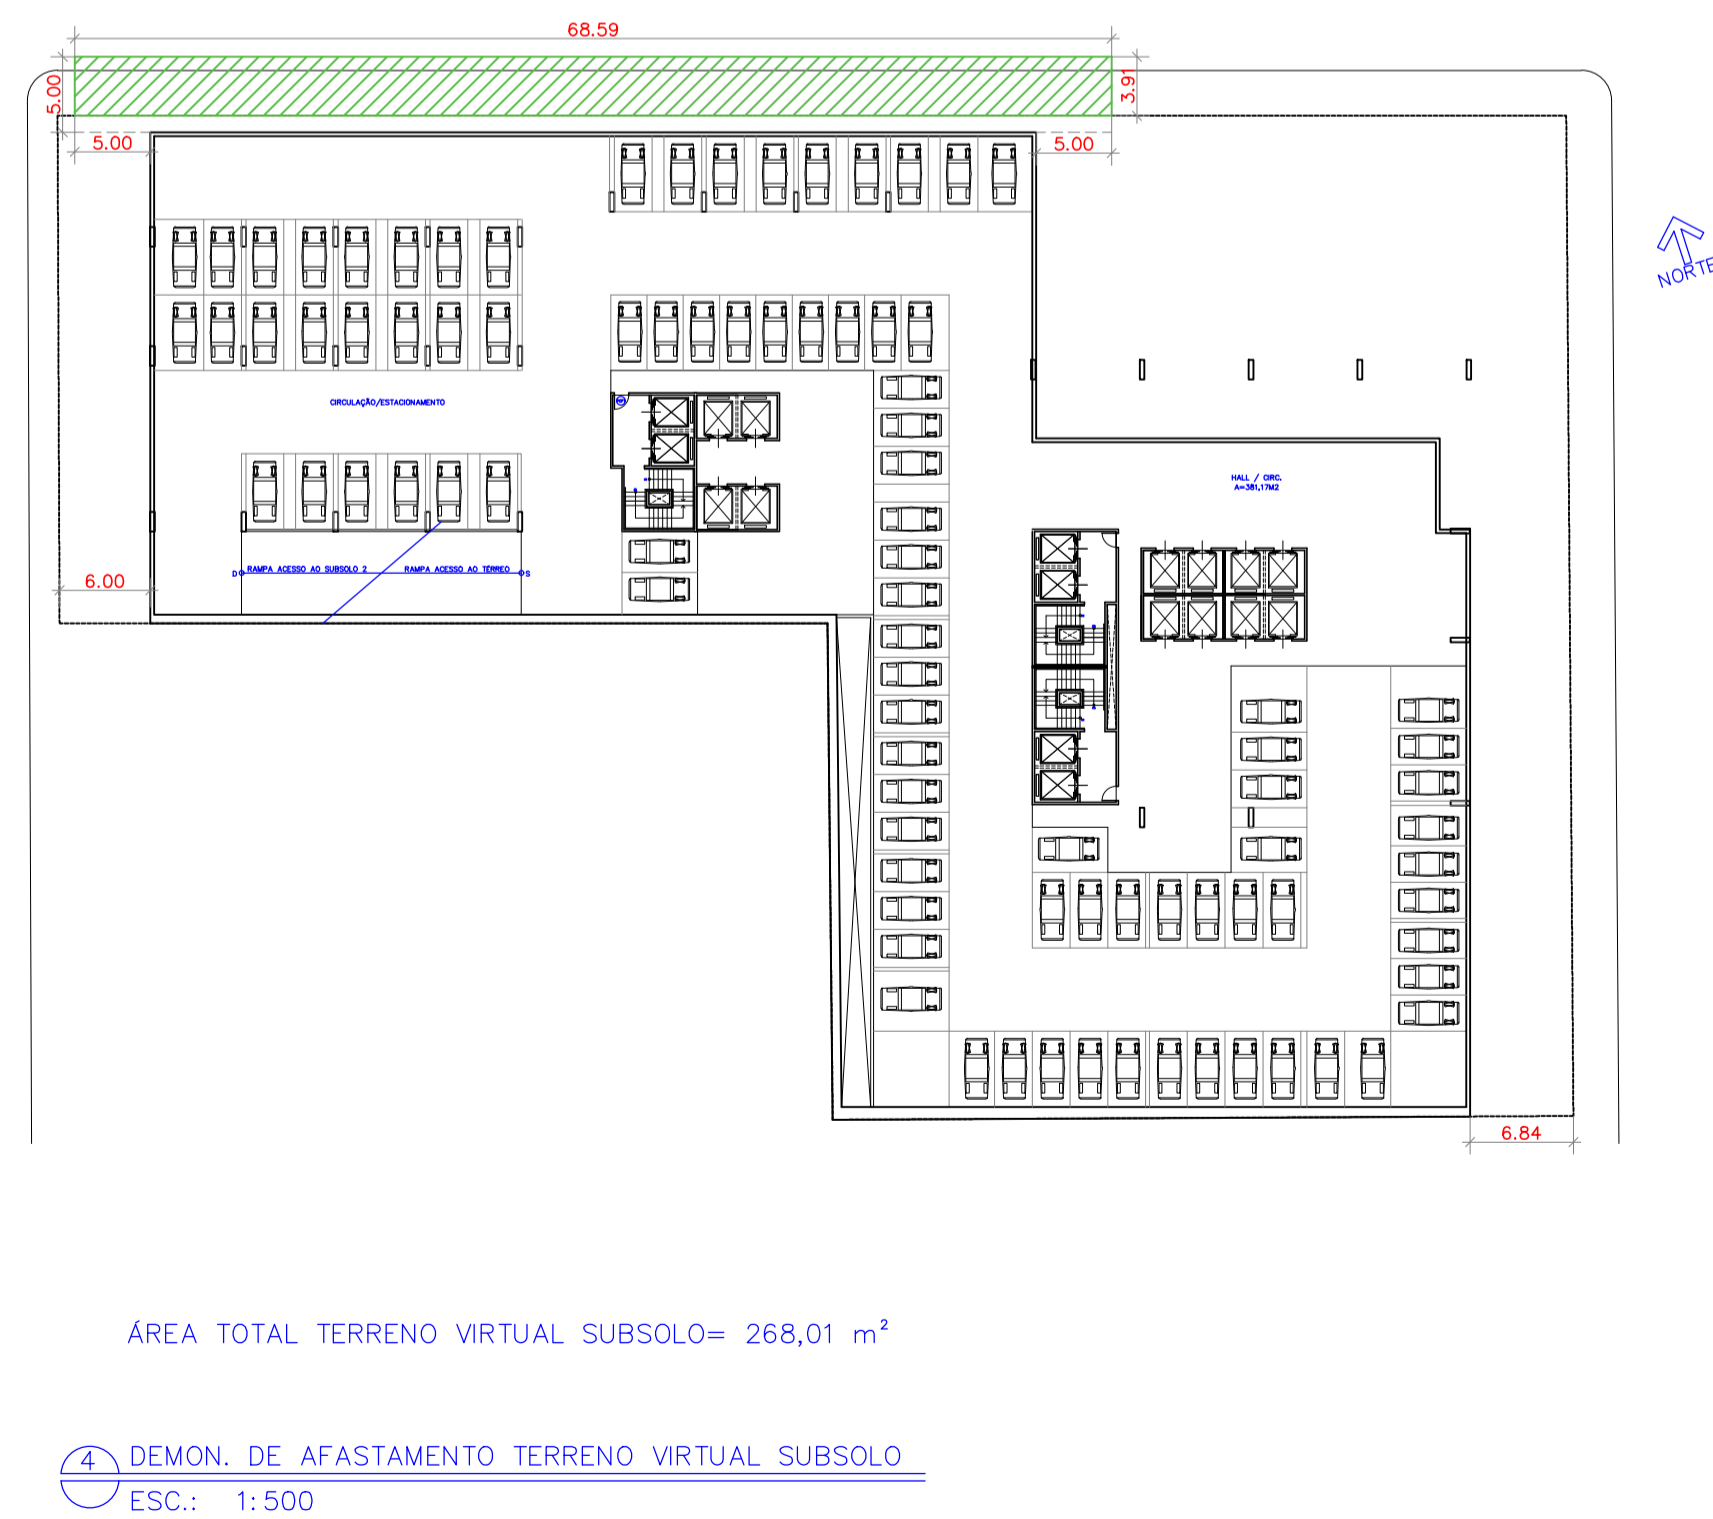 68.59
5.00
3.91
5.00
5.00
NORTE
CIRCULAÇÃO/ESTACIONAMENTO
HALL / CIRC.
A=381,17M2
6.00
D
RAMPA ACESSO AO SUBSOLO 2
RAMPA ACESSO AO TÉRREO
S
6.84
ÁREA TOTAL TERRENO VIRTUAL SUBSOLO= 268,01 m²
4
DEMON. DE AFASTAMENTO TERRENO VIRTUAL SUBSOLO
ESC.: 1:500